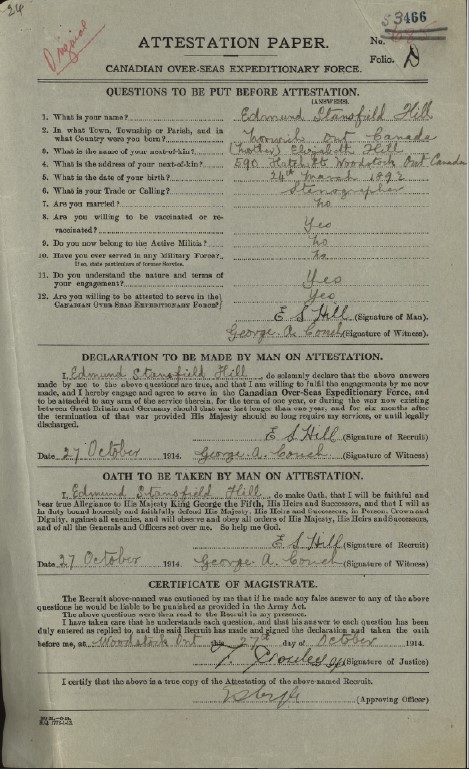 24
Original
53466
ATTESTATION PAPER.
No.
Folio. D
CANADIAN OVER-SEAS EXPEDITIONARY FORCE.
QUESTIONS TO BE PUT BEFORE ATTESTATION.
(ANSWERS).
1. What is your name? Edmund Stansfield Hill
2. In what Town, Township or Parish, and in
what Country were you born? Norwich Ont Canada
3. What is the name of your next-of-kin? (Mother) Elizabeth Hill
4. What is the address of your next-of-kin? 590 St Woodstock Ont Canada
5. What is the date of your birth? 24th March 1892
6. What is your Trade or Calling? Stenographer
7. Are you married? No
8. Are you willing to be vaccinated or re-
vaccinated? Yes
9. Do you now belong to the Active Militia? No
10. Have you ever served in any Military Force? No
If so, state particulars of former Service.
11. Do you understand the nature and terms of
your engagement? Yes
12. Are you willing to be attested to serve in the Yes
CANADIAN OVER-SEAS EXPEDITIONARY FORCE?
E S Hill (Signature of Man).
George A. Couch (Signature of Witness).
DECLARATION TO BE MADE BY MAN ON ATTESTATION.
I, Edmund Stansfield Hill, do solemnly declare that the above answers
made by me to the above questions are true, and that I am willing to fulfil the engagements by me now
made, and I hereby engage and agree to serve in the Canadian Over-Seas Expeditionary Force, and
to be attached to any arm of the service therein, for the term of one year, or during the war now existing
between Great Britain and Germany should that war last longer than one year, and for six months after
the termination of that war provided His Majesty should so long require my services, or until legally
discharged.
E S Hill (Signature of Recruit)
Date 27 October 1914. George A. Couch (Signature of Witness)
OATH TO BE TAKEN BY MAN ON ATTESTATION.
I, Edmund Stansfield Hill, do make Oath, that I will be faithful and
bear true Allegiance to His Majesty King George the Fifth, His Heirs and Successors, and that I will as
in duty bound honestly and faithfully defend His Majesty, His Heirs and Successors, in Person, Crown and
Dignity, against all enemies, and will observe and obey all orders of His Majesty, His Heirs and Successors,
and of all the Generals and Officers set over me. So help me God.
E S Hill (Signature of Recruit)
Date 27 October 1914. George A. Couch (Signature of Witness)
CERTIFICATE OF MAGISTRATE.
The Recruit above-named was cautioned by me that if he made any false answer to any of the above
questions he would be liable to be punished as provided in the Army Act.
The above questions were then read to the Recruit in my presence.
I have taken care that he understands each question, and that his answer to each question has been
duly entered as replied to, and the said Recruit has made and signed the declaration and taken the oath
before me, at Woodstock Ont this 27th day of October 1914.
(Signature of Justice)
I certify that the above is a true copy of the Attestation of the above-named Recruit.
(Approving Officer)